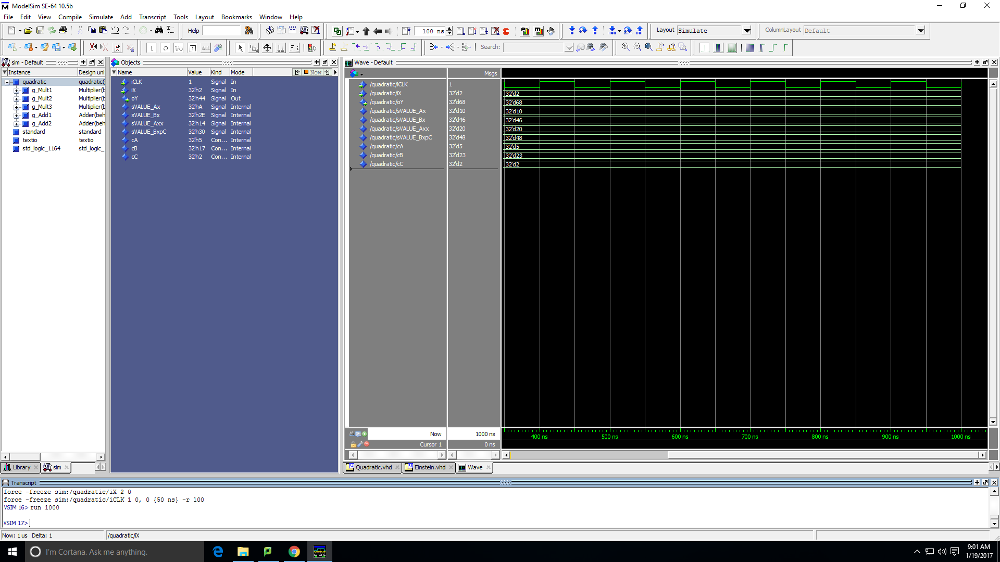 ModelSim SE-64 10.5b
File Edit View Compile Simulate Add Transcript Tools Layout Bookmarks Window Help
Help
100 ns
Layout Simulate
ColumnLayout Default
Search:
sim - Default
Instance Design uni
quadratic quadratic(
g_Mult1 Multiplier(b
g_Mult2 Multiplier(b
g_Mult3 Multiplier(b
g_Add1 Adder(beh
g_Add2 Adder(beh
standard standard
textio textio
std_logic_1164 std_logic_
Library sim
Objects
Name Value Kind Mode Now
iCLK 1 Signal In
iX 32'h2 Signal In
oY 32'h44 Signal Out
sVALUE_Ax 32'hA Signal Internal
sVALUE_Bx 32'h2E Signal Internal
sVALUE_Axx 32'h14 Signal Internal
sVALUE_BxpC 32'h30 Signal Internal
cA 32'h5 Con... Internal
cB 32'h17 Con... Internal
cC 32'h2 Con... Internal
Wave - Default
Msgs
/quadratic/iCLK 1
/quadratic/iX 32'd2 32'd2
/quadratic/oY 32'd68 32'd68
/quadratic/sVALUE_Ax 32'd10 32'd10
/quadratic/sVALUE_Bx 32'd46 32'd46
/quadratic/sVALUE_Axx 32'd20 32'd20
/quadratic/sVALUE_BxpC 32'd48 32'd48
/quadratic/cA 32'd5 32'd5
/quadratic/cB 32'd23 32'd23
/quadratic/cC 32'd2 32'd2
Now 1000 ns
400 ns 500 ns 600 ns 700 ns 800 ns 900 ns 1000 ns
Cursor 1 0 ns
Quadratic.vhd Einstein.vhd Wave
Transcript
force -freeze sim:/quadratic/iX 2 0
force -freeze sim:/quadratic/iCLK 1 0, 0 {50 ns} -r 100
VSIM 16> run 1000
VSIM 17>
Now: 1 us Delta: 1 /quadratic/iX
I'm Cortana. Ask me anything.
9:01 AM
1/19/2017